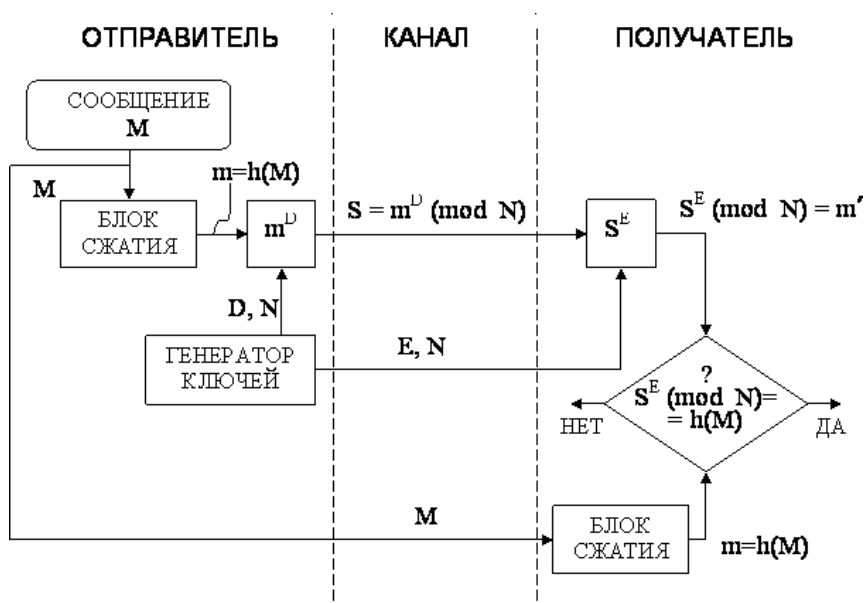 ОТПРАВИТЕЛЬ
КАНАЛ
ПОЛУЧАТЕЛЬ
СООБЩЕНИЕ
M
M
m=h(M)
БЛОК
СЖАТИЯ
m^D
S = m^D (mod N)
S^E
S^E (mod N) = m′
D, N
ГЕНЕРАТОР
КЛЮЧЕЙ
E, N
?
S^E (mod N)=
= h(M)
НЕТ
ДА
M
БЛОК
СЖАТИЯ
m=h(M)